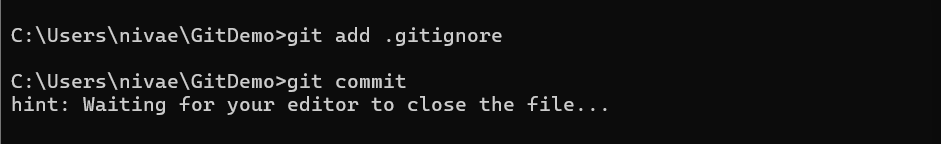 C:\Users\nivae\GitDemo>git add .gitignore
C:\Users\nivae\GitDemo>git commit
hint: Waiting for your editor to close the file...